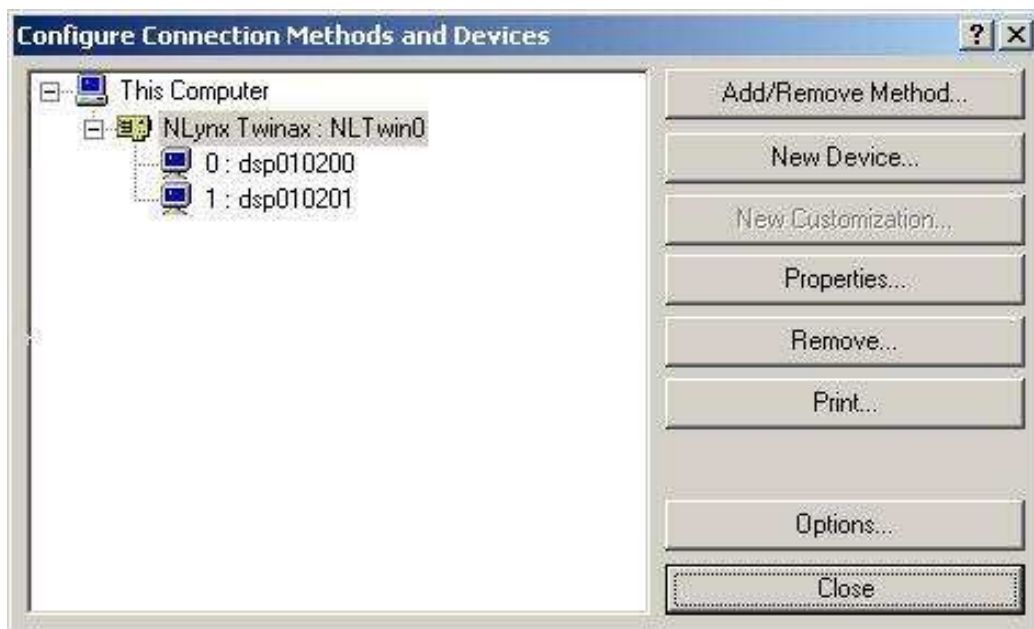 Configure Connection Methods and Devices
This Computer
NLynx Twinax : NLTwin0
0 : dsp010200
1 : dsp010201
Add/Remove Method...
New Device...
New Customization...
Properties...
Remove...
Print...
Options...
Close